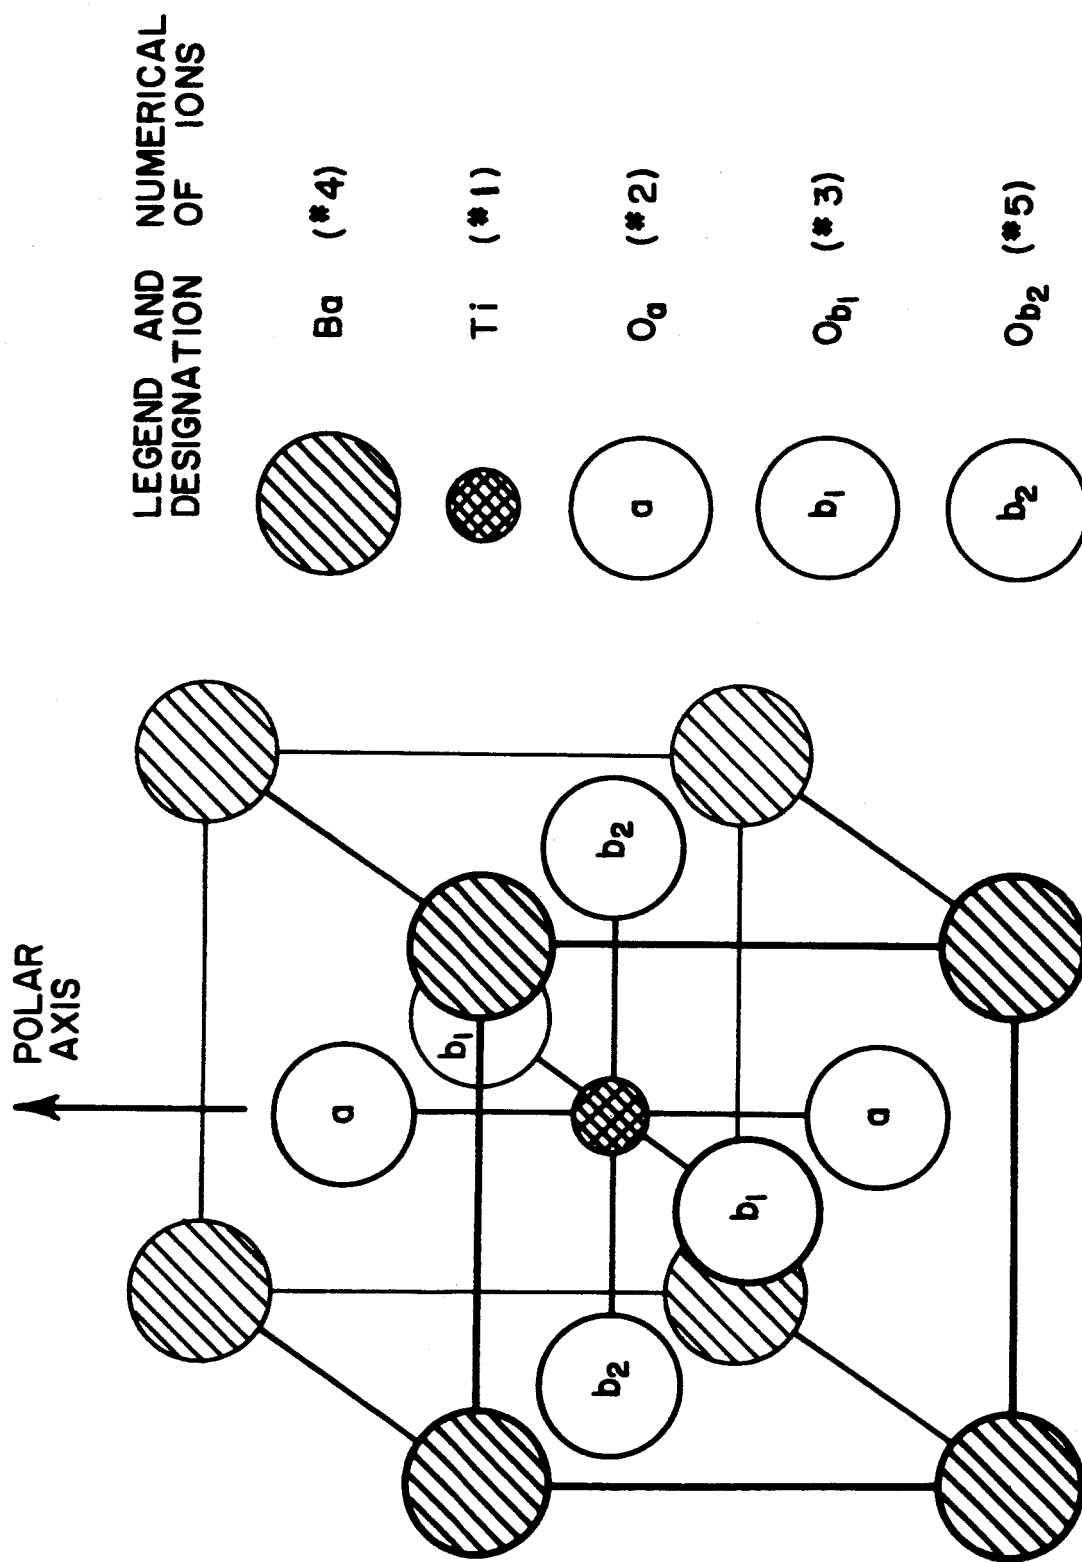 LEGEND AND NUMERICAL
DESIGNATION OF IONS
Ba (#4)
Ti (#1)
a Oa (#2)
b1 Ob1 (#3)
b2 Ob2 (#5)
POLAR
AXIS
a
b1
b2
b2
b1
a